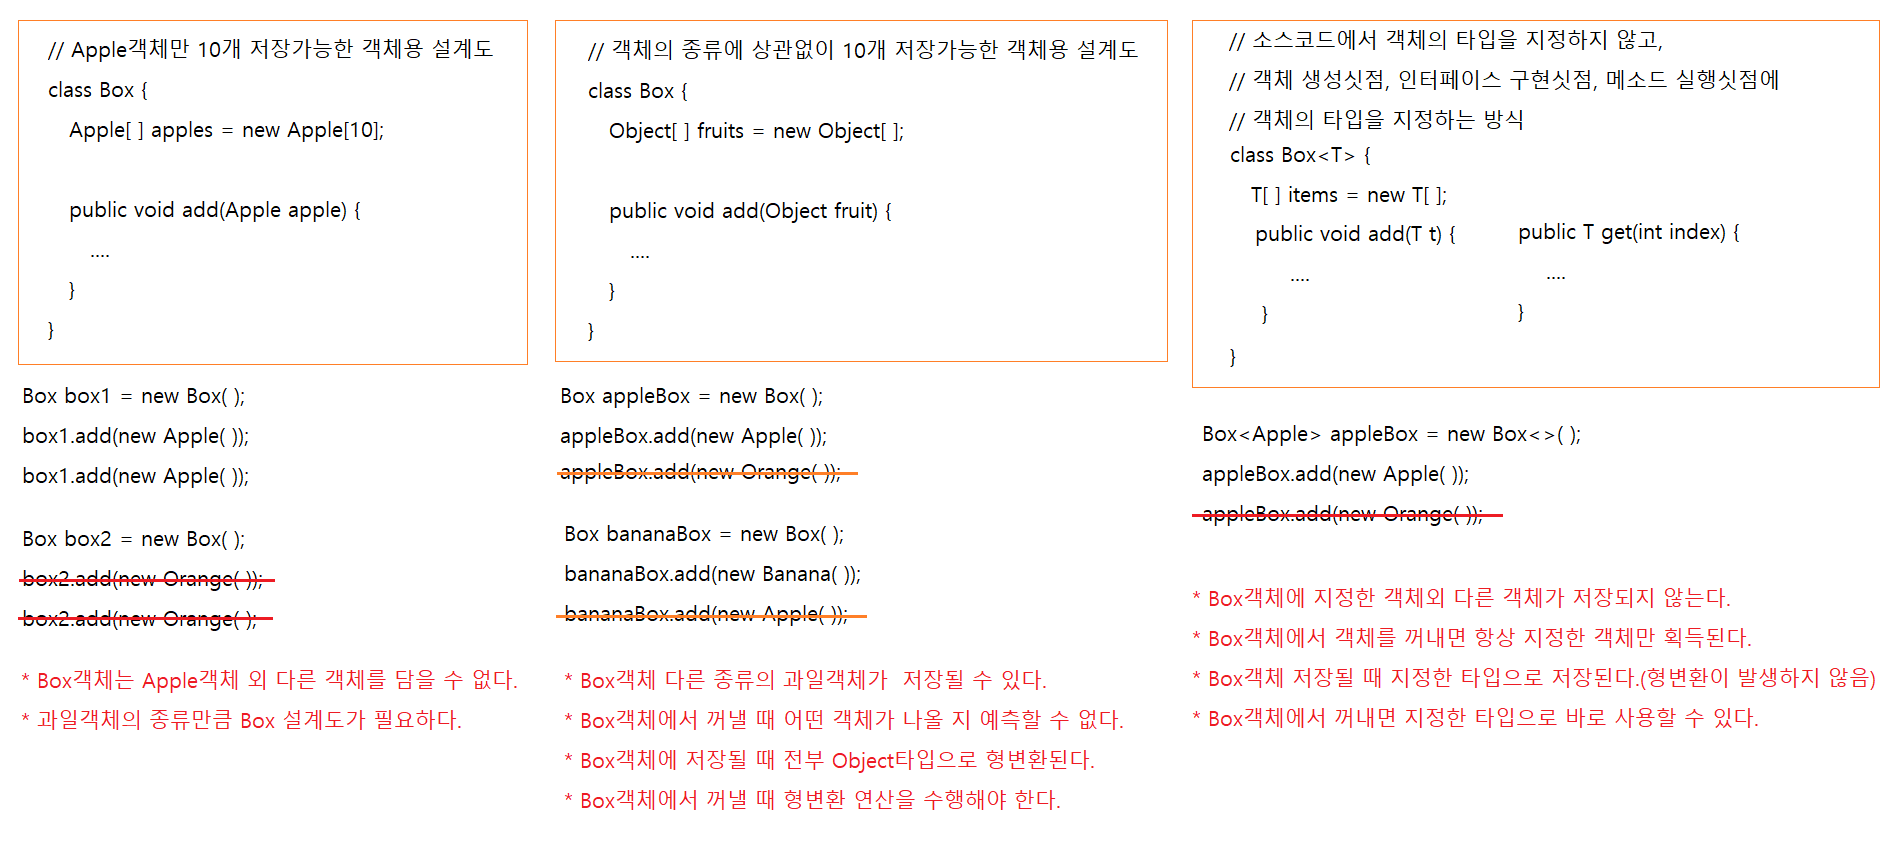 // Apple객체만 10개 저장가능한 객체용 설계도
class Box {
Apple[ ] apples = new Apple[10];
public void add(Apple apple) {
....
}
}
Box box1 = new Box( );
box1.add(new Apple( ));
box1.add(new Apple( ));
Box box2 = new Box( );
box2.add(new Orange( ));
box2.add(new Orange( );
* Box객체는 Apple객체 외 다른 객체를 담을 수 없다.
* 과일객체의 종류만큼 Box 설계도가 필요하다.
// 객체의 종류에 상관없이 10개 저장가능한 객체용 설계도
class Box {
Object[ ] fruits = new Object[ ];
public void add(Object fruit) {
....
}
}
Box appleBox = new Box( );
appleBox.add(new Apple( ));
appleBox.add(new Orange( ));
Box bananaBox = new Box( );
bananaBox.add(new Banana( ));
bananaBox.add(new Apple( ));
* Box객체 다른 종류의 과일객체가  저장될 수 있다.
* Box객체에서 꺼낼 때 어떤 객체가 나올 지 예측할 수 없다.
* Box객체에 저장될 때 전부 Object타입으로 형변환된다.
* Box객체에서 꺼낼 때 형변환 연산을 수행해야 한다.
// 소스코드에서 객체의 타입을 지정하지 않고,
// 객체 생성싯점, 인터페이스 구현싯점, 메소드 실행싯점에
// 객체의 타입을 지정하는 방식
class Box<T> {
T[ ] items = new T[ ];
public void add(T t) {
....
}
public T get(int index) {
....
}
}
Box<Apple> appleBox = new Box<>( );
appleBox.add(new Apple( ));
appleBox.add(new Orange( ));
* Box객체에 지정한 객체외 다른 객체가 저장되지 않는다.
* Box객체에서 객체를 꺼내면 항상 지정한 객체만 획득된다.
* Box객체 저장될 때 지정한 타입으로 저장된다.(형변환이 발생하지 않음)
* Box객체에서 꺼내면 지정한 타입으로 바로 사용할 수 있다.